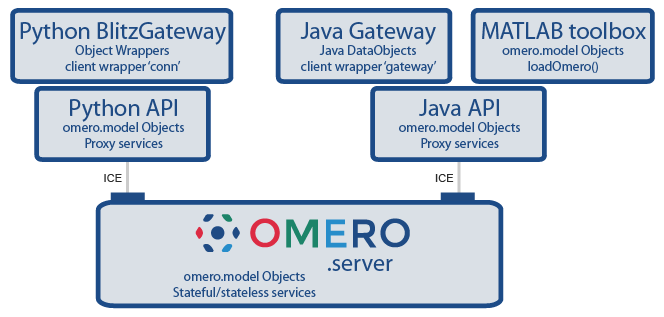 Python BlitzGateway
Object Wrappers
client wrapper ‘conn’
Java Gateway
Java DataObjects
client wrapper ‘gateway’
MATLAB toolbox
omero.model Objects
loadOmero()
Python API
omero.model Objects
Proxy services
Java API
omero.model Objects
Proxy services
ICE
ICE
OMERO
.server
omero.model Objects
Stateful/stateless services